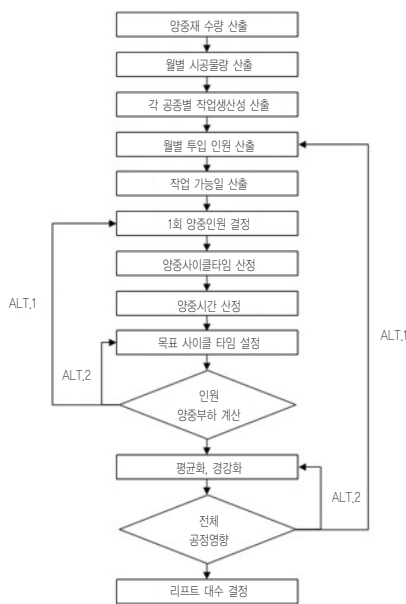 양중재 수량 산출
월별 시공물량 산출
각 공종별 작업생산성 산출
월별 투입 인원 산출
작업 가능일 산출
1회 양중인원 결정
양중사이클타임 산정
양중시간 산정
ALT.1
ALT.1
목표 사이클 타임 설정
ALT.2
인원
양중부하 계산
평균화, 경강화
ALT.2
전체
공정영향
리프트 대수 결정